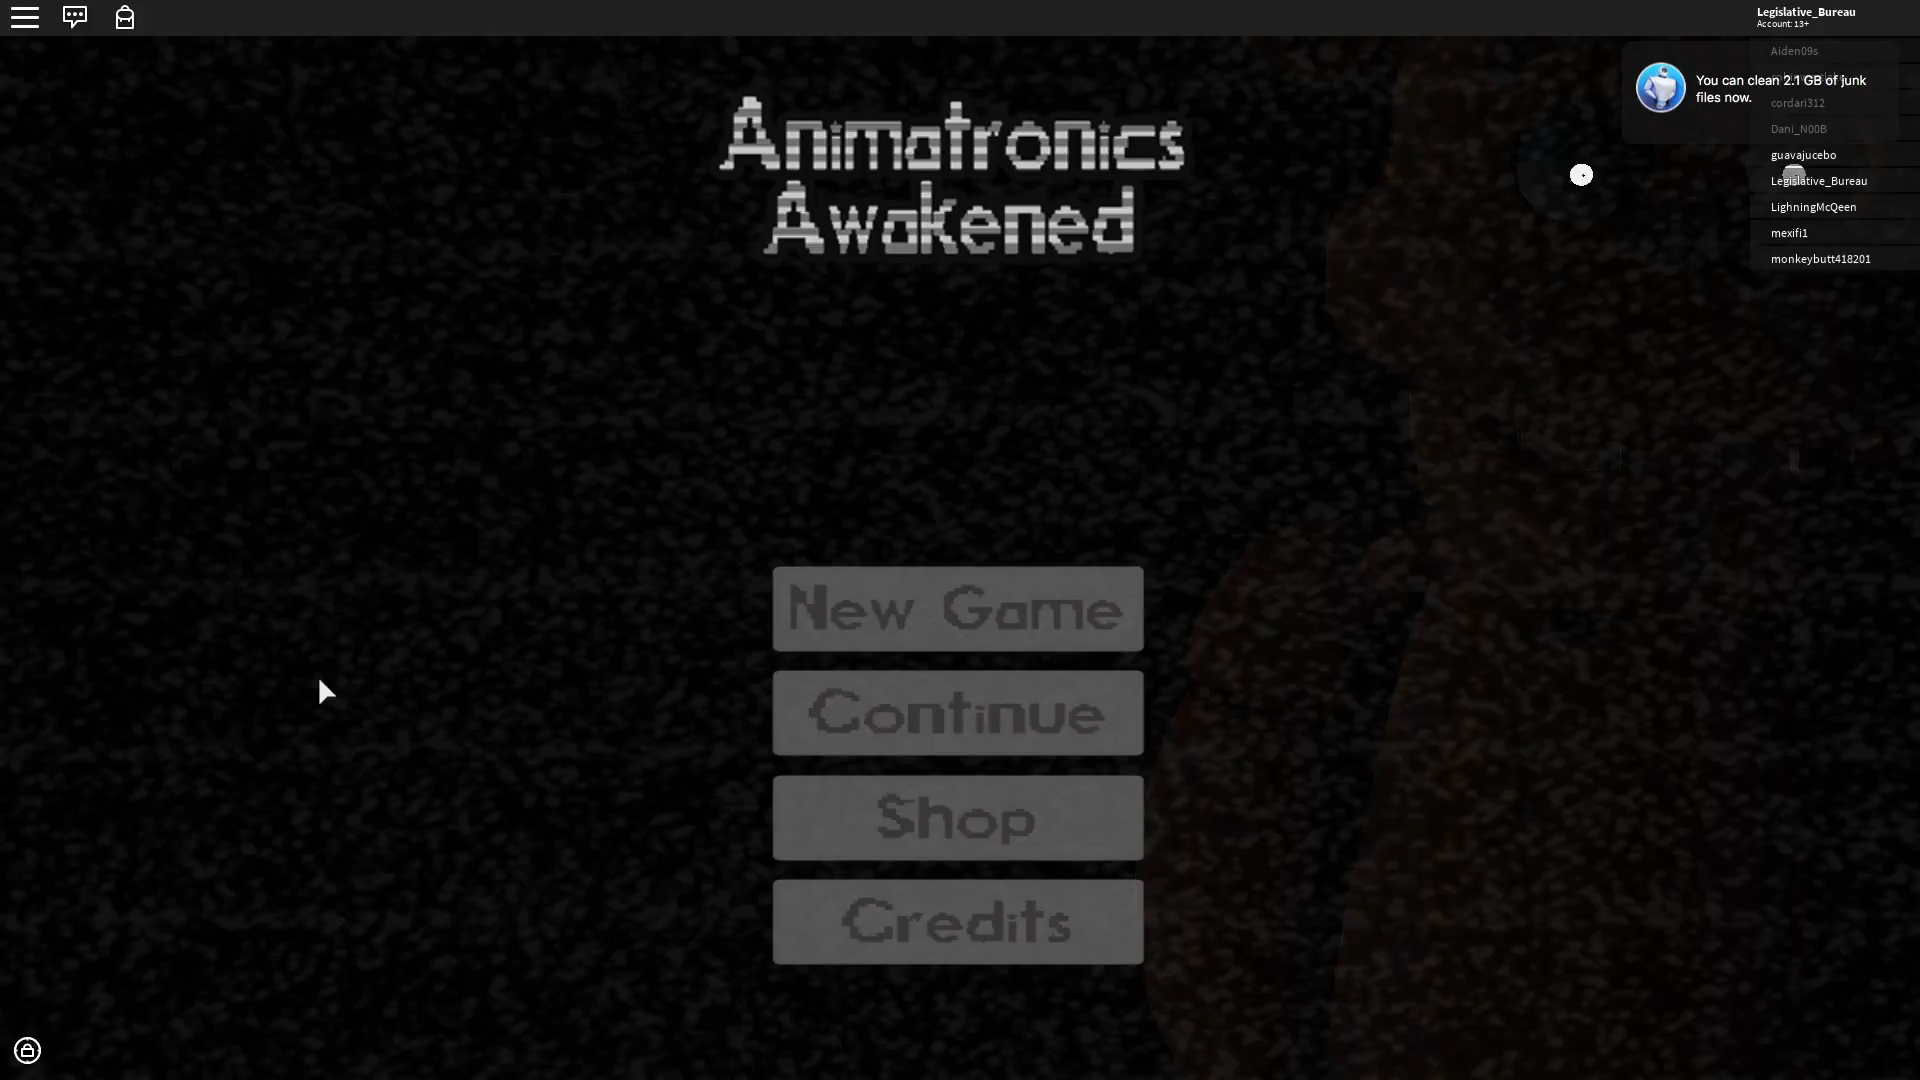 Legislative_Bureau
Account: 13+
Aiden09s
You can clean 2.1 GB of junk
files now.
cordari312
Dani_N00B
guavajucebo
Legislative_Bureau
LighningMcQeen
mexifi1
monkeybutt418201
Animatronics
Awakened
New Game
Continue
Shop
Credits